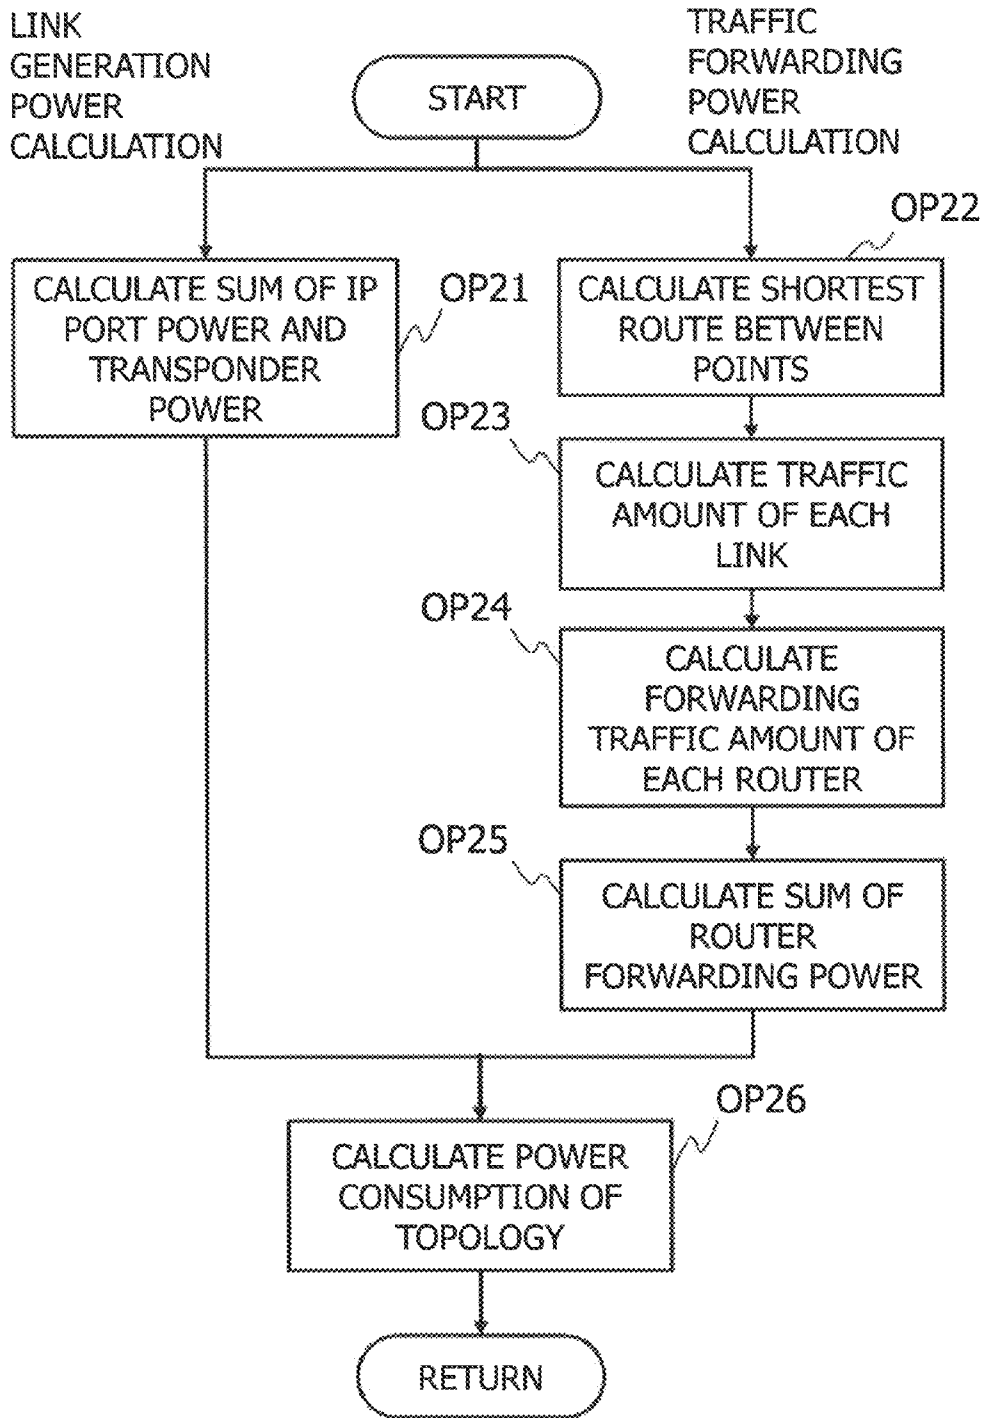 LINK
GENERATION
POWER
CALCULATION
START
TRAFFIC
FORWARDING
POWER
CALCULATION
OP21
CALCULATE SUM OF IP
PORT POWER AND
TRANSPONDER
POWER
OP22
CALCULATE SHORTEST
ROUTE BETWEEN
POINTS
OP23
CALCULATE TRAFFIC
AMOUNT OF EACH
LINK
OP24
CALCULATE
FORWARDING
TRAFFIC AMOUNT OF
EACH ROUTER
OP25
CALCULATE SUM OF
ROUTER
FORWARDING POWER
OP26
CALCULATE POWER
CONSUMPTION OF
TOPOLOGY
RETURN